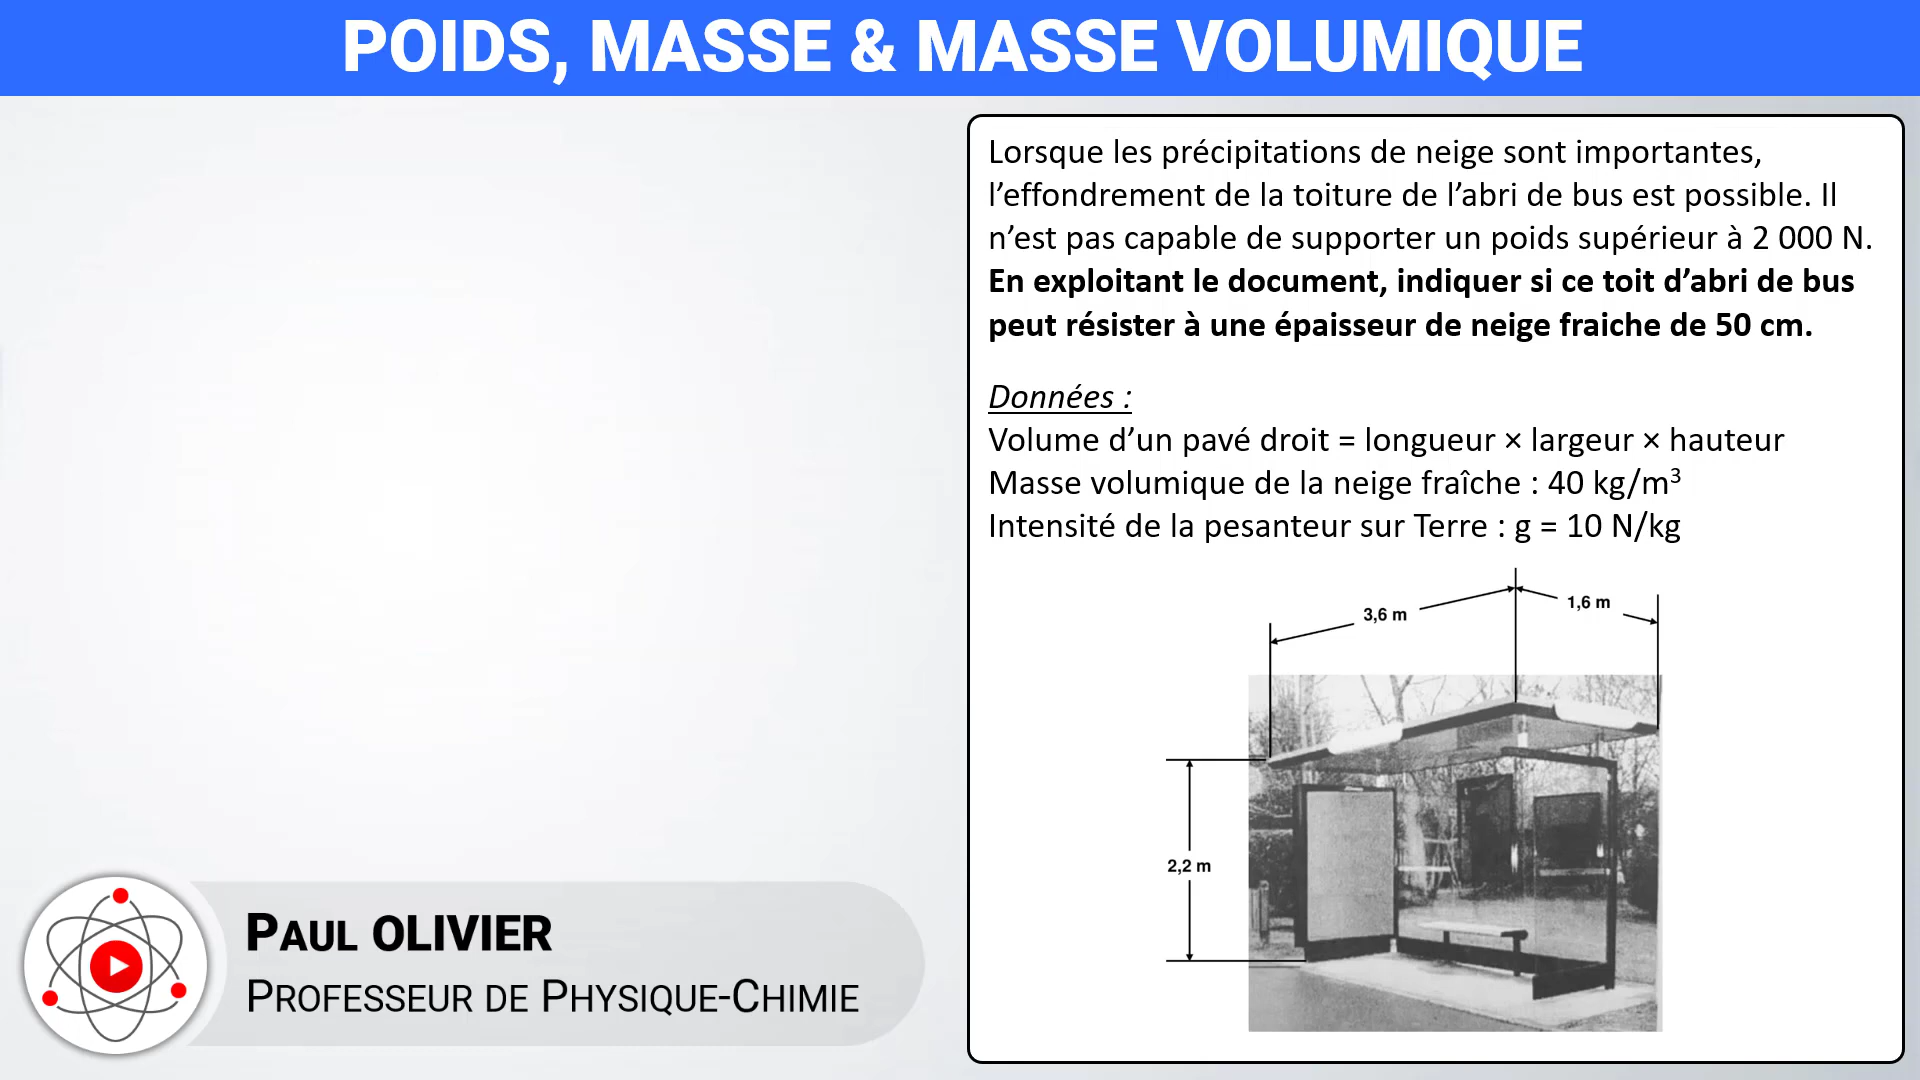 POIDS, MASSE & MASSE VOLUMIQUE
Lorsque les précipitations de neige sont importantes,
l’effondrement de la toiture de l’abri de bus est possible. Il
n’est pas capable de supporter un poids supérieur à 2 000 N.
En exploitant le document, indiquer si ce toit d’abri de bus
peut résister à une épaisseur de neige fraiche de 50 cm.
Données :
Volume d’un pavé droit = longueur × largeur × hauteur
Masse volumique de la neige fraîche : 40 kg/m³
Intensité de la pesanteur sur Terre : g = 10 N/kg
3,6 m
1,6 m
2,2 m
PAUL OLIVIER
PROFESSEUR DE PHYSIQUE-CHIMIE